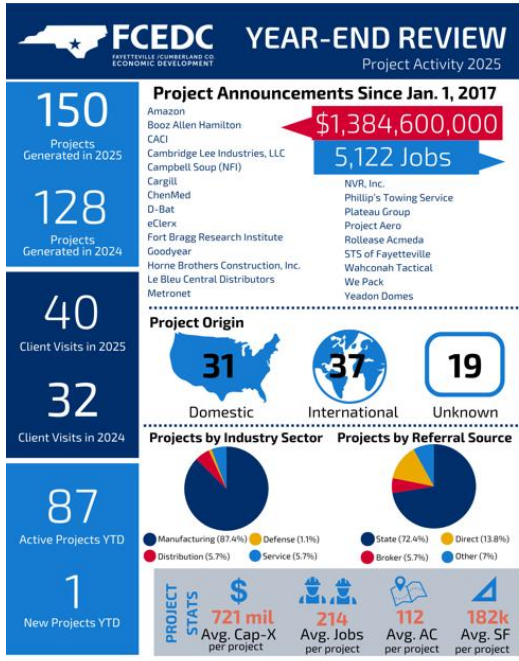 FCEDC
FAYETTEVILLE /CUMBERLAND CO.
ECONOMIC DEVELOPMENT
YEAR-END REVIEW
Project Activity 2025
150
Projects
Generated in 2025
128
Projects
Generated in 2024
40
Client Visits in 2025
32
Client Visits in 2024
87
Active Projects YTD
1
New Projects YTD
Project Announcements Since Jan. 1, 2017
Amazon
Booz Allen Hamilton
CACI
Cambridge Lee Industries, LLC
Campbell Soup (NFI)
Cargill
ChenMed
D-Bat
eClerx
Fort Bragg Research Institute
Goodyear
Horne Brothers Construction, Inc.
Le Bleu Central Distributors
Metronet
$1,384,600,000
5,122 Jobs
NVR, Inc.
Phillip's Towing Service
Plateau Group
Project Aero
Rollease Acmeda
STS of Fayetteville
Wahconah Tactical
We Pack
Yeadon Domes
Project Origin
31
Domestic
37
International
19
Unknown
Projects by Industry Sector
Manufacturing (87.4%)
Defense (1.1%)
Distribution (5.7%)
Service (5.7%)
Projects by Referral Source
State (72.4%)
Direct (13.8%)
Broker (5.7%)
Other (7%)
PROJECT
STATS
$
721 mil
Avg. Cap-X
per project
214
Avg. Jobs
per project
112
Avg. AC
per project
182k
Avg. SF
per project